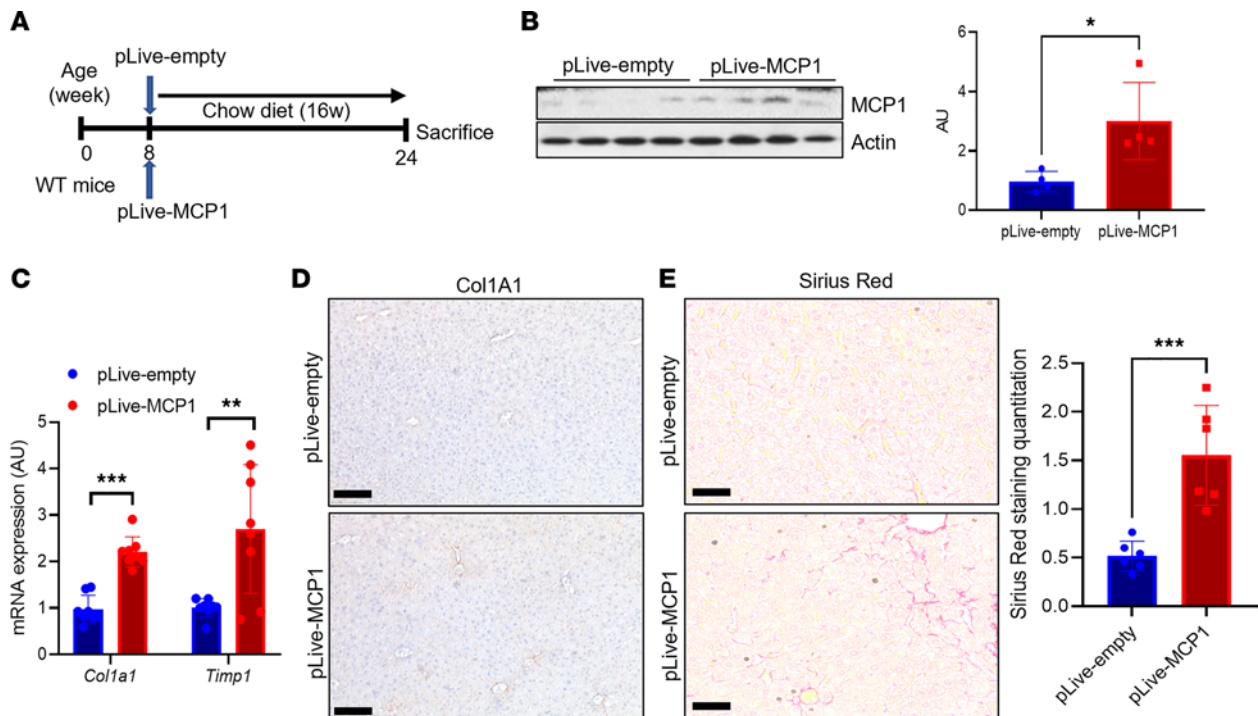 A
pLive-empty
Age
(week)
Chow diet (16w)
Sacrifice
0
8
24
WT mice
pLive-MCP1
B
pLive-empty
pLive-MCP1
MCP1
Actin
*
6
4
2
0
AU
pLive-empty
pLive-MCP1
C
pLive-empty
pLive-MCP1
mRNA expression (AU)
5
4
3
2
1
0
***
**
Col1a1
Timp1
D
Col1A1
pLive-empty
pLive-MCP1
E
Sirius Red
pLive-empty
pLive-MCP1
Sirius Red staining quantitation
2.5
2.0
1.5
1.0
0.5
0.0
***
pLive-empty
pLive-MCP1